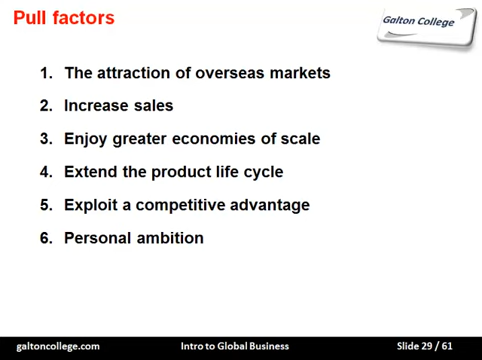 Pull factors
Galton College
1. The attraction of overseas markets
2. Increase sales
3. Enjoy greater economies of scale
4. Extend the product life cycle
5. Exploit a competitive advantage
6. Personal ambition
galtoncollege.com Intro to Global Business Slide 29 / 61